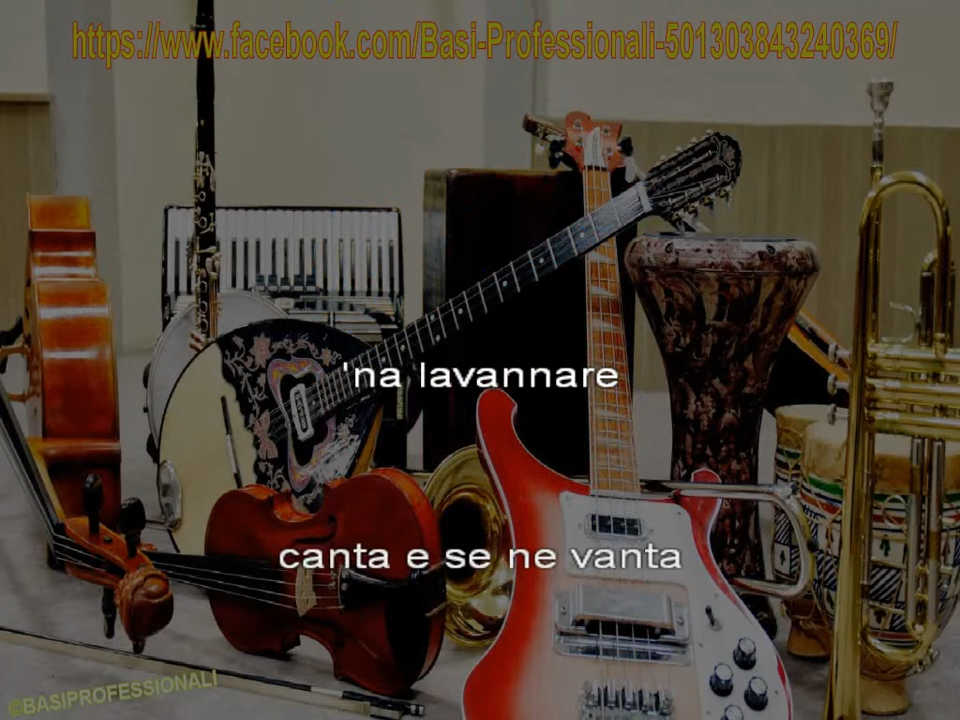 https://www.facebook.com/Basi-Professionali-501303843240369/
'na lavannare
canta e se ne vanta
©BASIPROFESSIONALI